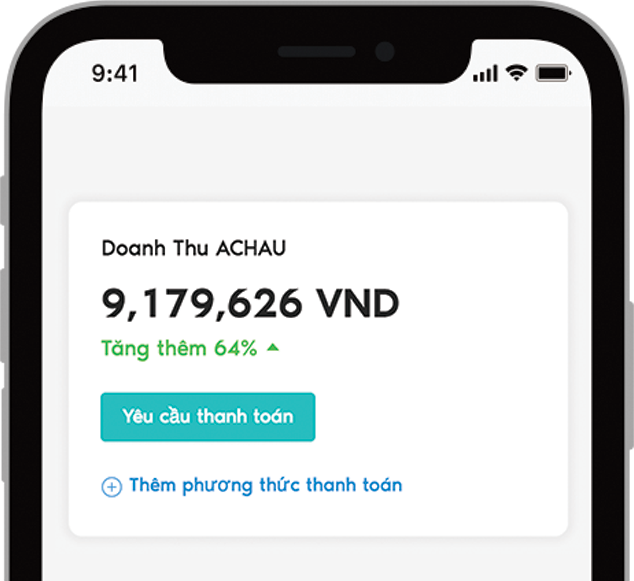 9:41
Doanh Thu ACHAU
9,179,626 VND
Tăng thêm 64%
Yêu cầu thanh toán
Thêm phương thức thanh toán